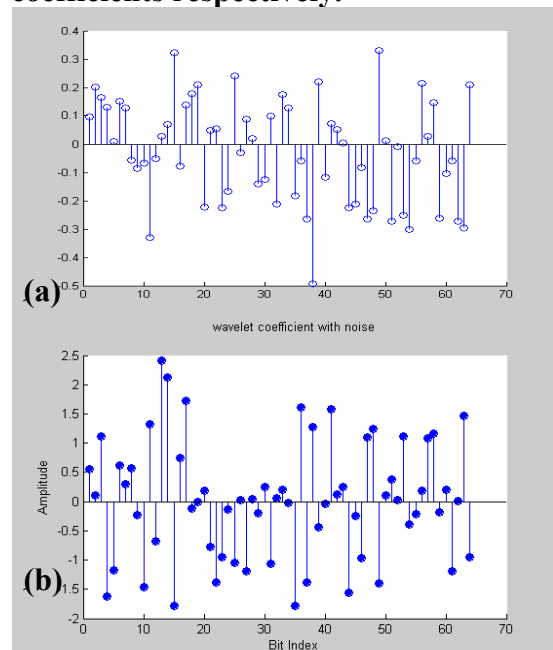 coefficients respectively.
0.4
0.3
0.2
0.1
0
-0.1
-0.2
-0.3
-0.4
-0.5
(a)
0 10 20 30 40 50 60 70
wavelet coefficient with noise
2.5
2
1.5
1
0.5
0
-0.5
-1
-1.5
-2
Amplitude
(b)
0 10 20 30 40 50 60 70
Bit Index